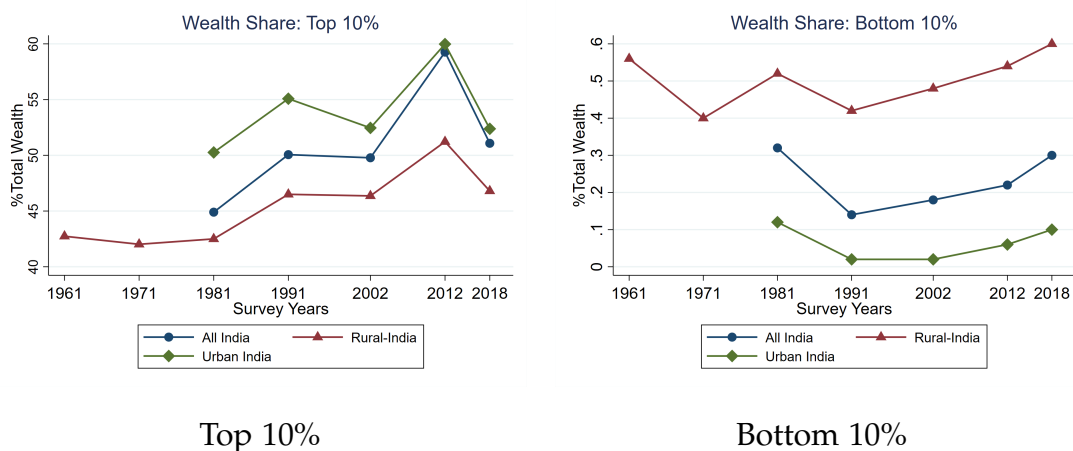 Wealth Share: Top 10%
%Total Wealth
60
55
50
45
40
1961 1971 1981 1991 2002 2012 2018
Survey Years
All India Rural-India
Urban India
Top 10%
Wealth Share: Bottom 10%
%Total Wealth
.6
.5
.4
.3
.2
.1
0
1961 1971 1981 1991 2002 2012 2018
Survey Years
All India Rural-India
Urban India
Bottom 10%